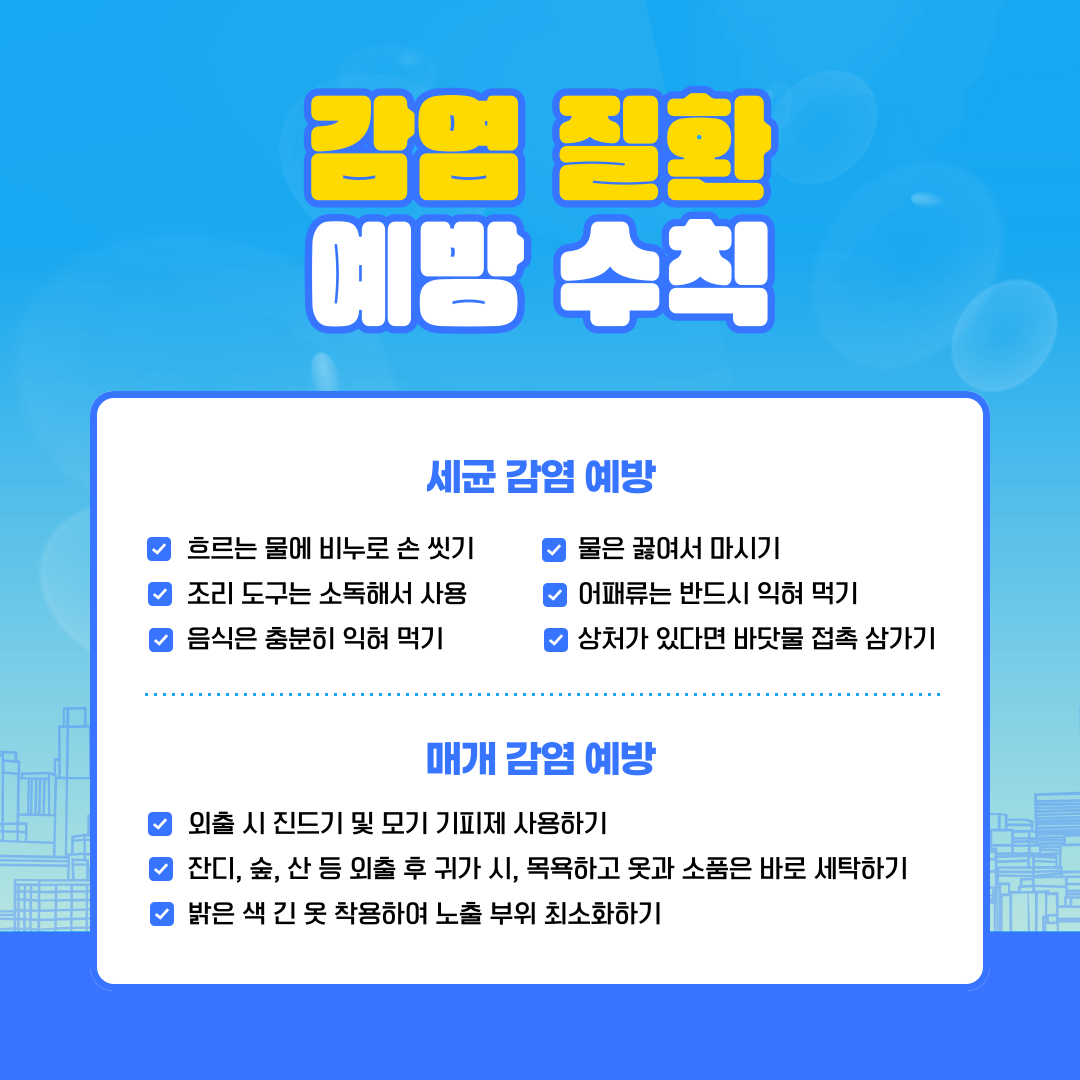 감염 질환
예방 수칙
세균 감염 예방
흐르는 물에 비누로 손 씻기
조리 도구는 소독해서 사용
음식은 충분히 익혀 먹기
물은 끓여서 마시기
어패류는 반드시 익혀 먹기
상처가 있다면 바닷물 접촉 삼가기
매개 감염 예방
외출 시 진드기 및 모기 기피제 사용하기
잔디, 숲, 산 등 외출 후 귀가 시, 목욕하고 옷과 소품은 바로 세탁하기
밝은 색 긴 옷 착용하여 노출 부위 최소화하기